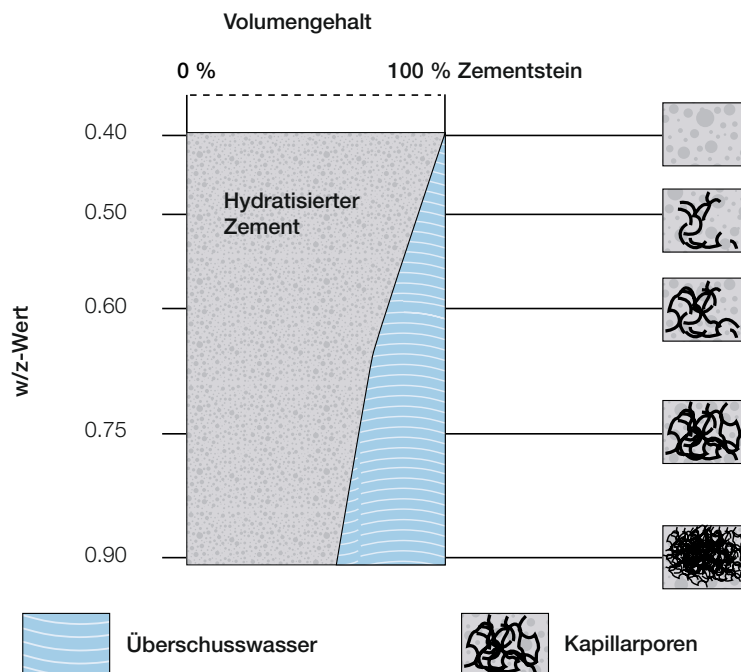 Volumengehalt
0 %
100 % Zementstein
0.40
Hydratisierter
Zement
0.50
0.60
w/z-Wert
0.75
0.90
Überschusswasser
Kapillarporen